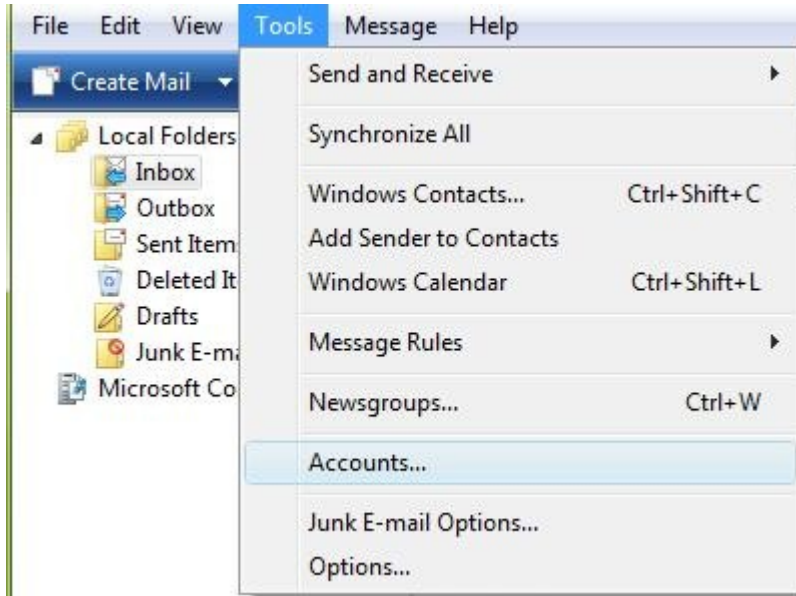 File Edit View Tools Message Help
Create Mail
Local Folders
Inbox
Outbox
Sent Item
Deleted It
Drafts
Junk E-ma
Microsoft Co
Send and Receive
Synchronize All
Windows Contacts... Ctrl+Shift+C
Add Sender to Contacts
Windows Calendar Ctrl+Shift+L
Message Rules
Newsgroups... Ctrl+W
Accounts...
Junk E-mail Options...
Options...